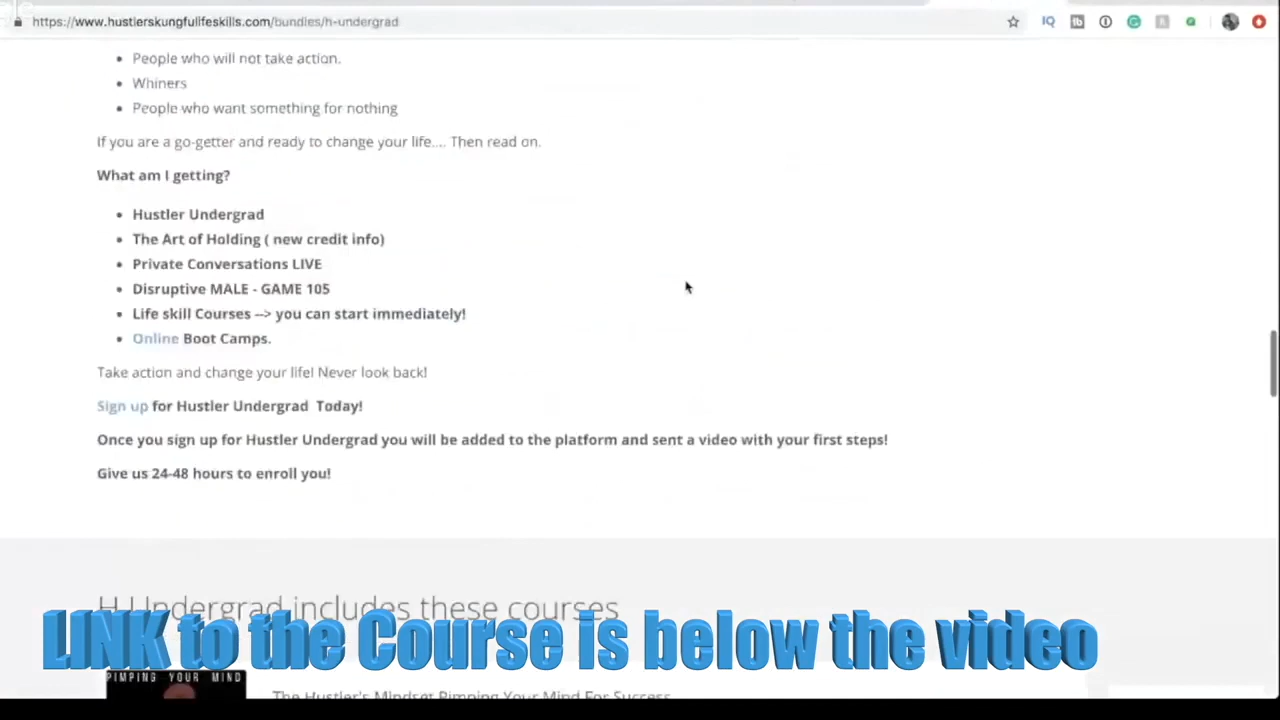 https://www.hustlerskungfulifeskills.com/bundles/h-undergrad
People who will not take action.
Whiners
People who want something for nothing
If you are a go-getter and ready to change your life.... Then read on.
What am I getting?
Hustler Undergrad
The Art of Holding ( new credit info)
Private Conversations LIVE
Disruptive MALE - GAME 105
Life skill Courses --> you can start immediately!
Online Boot Camps.
Take action and change your life! Never look back!
Sign up for Hustler Undergrad Today!
Once you sign up for Hustler Undergrad you will be added to the platform and sent a video with your first steps!
Give us 24-48 hours to enroll you!
H Undergrad includes these courses
LINK to the Course is below the video
PIMPING YOUR MIND
The Hustler's Mindset Pimping Your Mind For Success